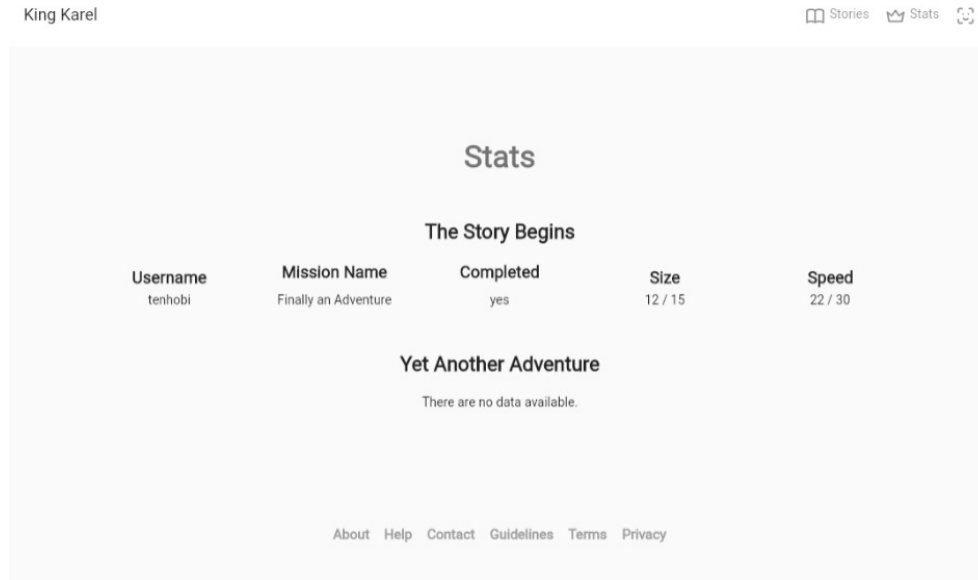 King Karel Stories Stats
Stats
The Story Begins
Username Mission Name Completed Size Speed
tenhobi Finally an Adventure yes 12 / 15 22 / 30
Yet Another Adventure
There are no data available.
About Help Contact Guidelines Terms Privacy